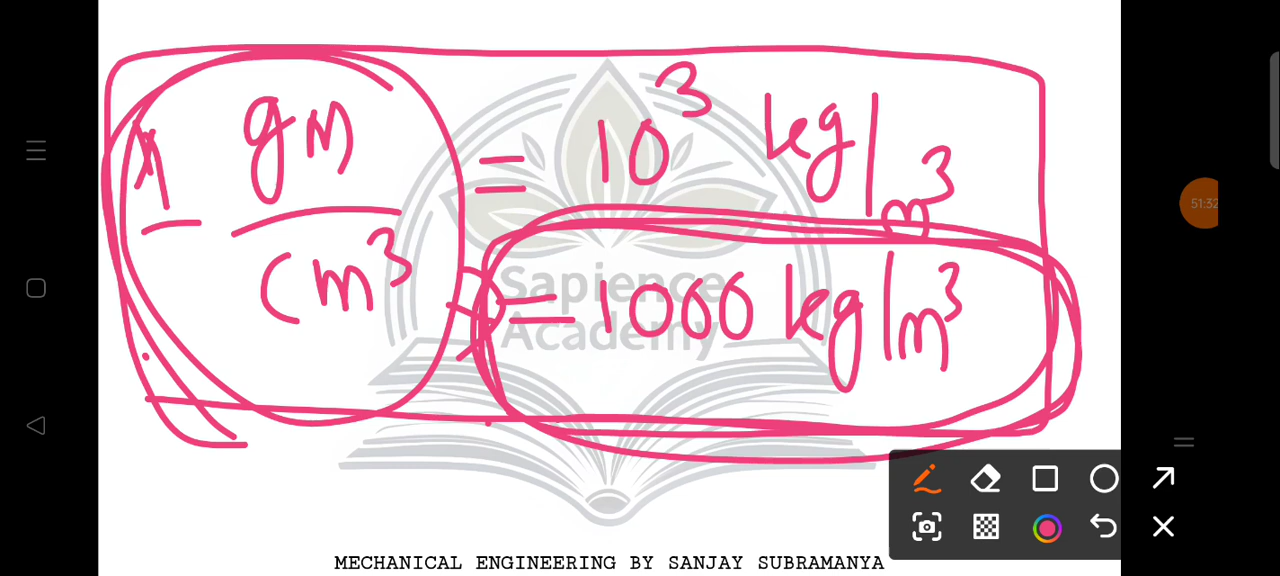 1 gm / cm³ = 10³ kg/m³
= 1000 kg/m³
Sapience
Academy
51:32
MECHANICAL ENGINEERING BY SANJAY SUBRAMANYA